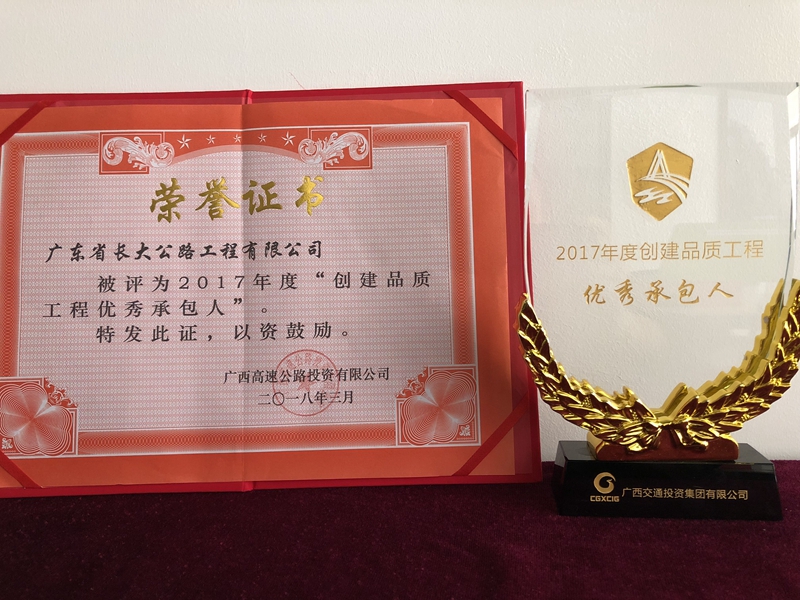 荣誉证书
广东省长大公路工程有限公司
被评为2017年度“创建品质
工程优秀承包人”。
特发此证，以资鼓励。
广西高速公路投资有限公司
二〇一八年三月
2017年度创建品质工程
优秀承包人
CGXCIG 广西交通投资集团有限公司